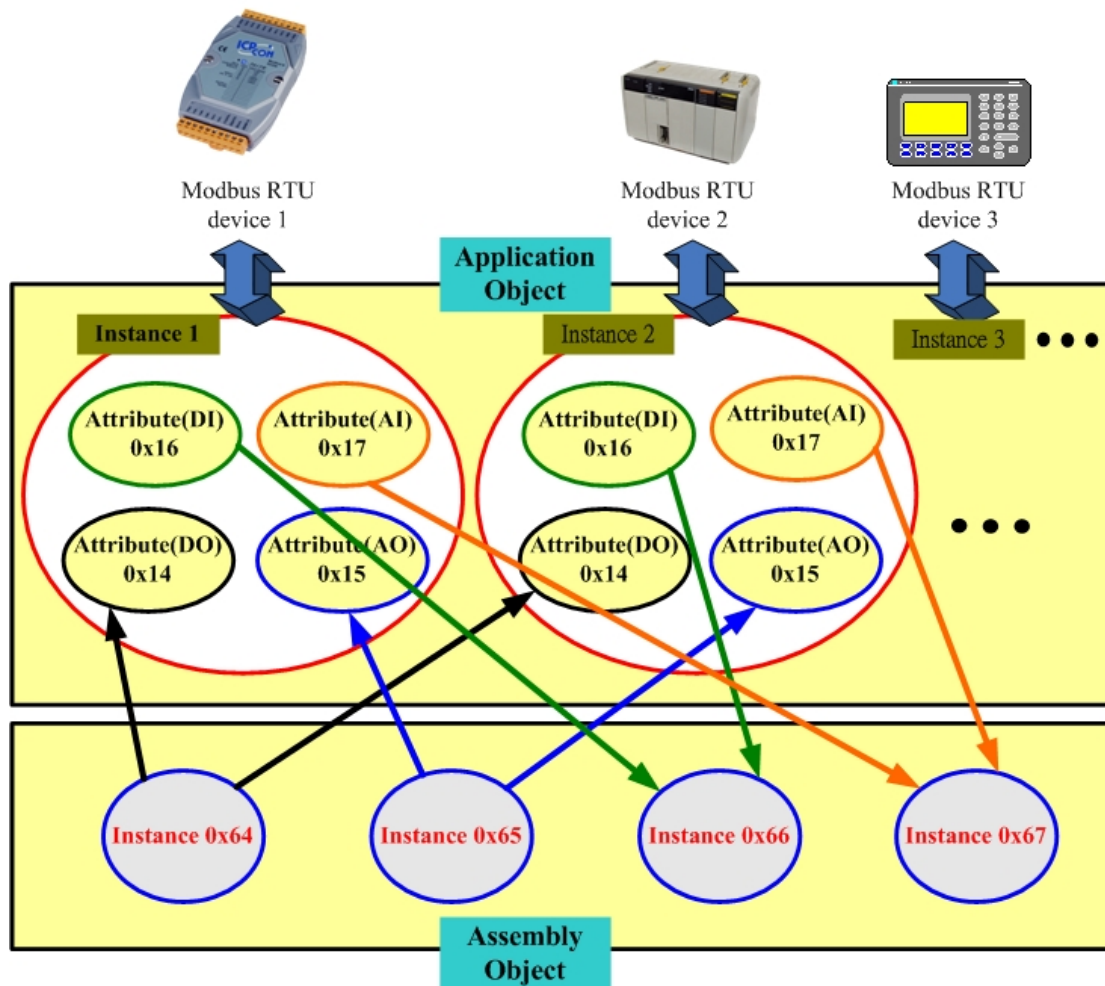 ICP
CON
Modbus RTU
device 1
Modbus RTU
device 2
Modbus RTU
device 3
Application
Object
Instance 1
Instance 2
Instance 3
Attribute(DI)
0x16
Attribute(AI)
0x17
Attribute(DI)
0x16
Attribute(AI)
0x17
Attribute(DO)
0x14
Attribute(AO)
0x15
Attribute(DO)
0x14
Attribute(AO)
0x15
Instance 0x64
Instance 0x65
Instance 0x66
Instance 0x67
Assembly
Object